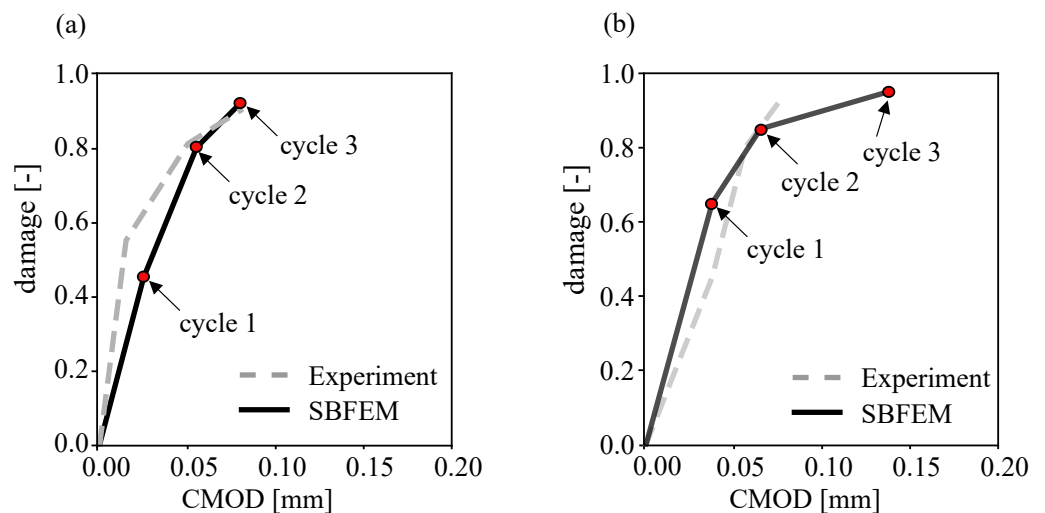 (a)
1.0
0.8
0.6
0.4
0.2
0.0
damage [-]
cycle 3
cycle 2
cycle 1
Experiment
SBFEM
0.00 0.05 0.10 0.15 0.20
CMOD [mm]
(b)
1.0
0.8
0.6
0.4
0.2
0.0
damage [-]
cycle 3
cycle 2
cycle 1
Experiment
SBFEM
0.00 0.05 0.10 0.15 0.20
CMOD [mm]